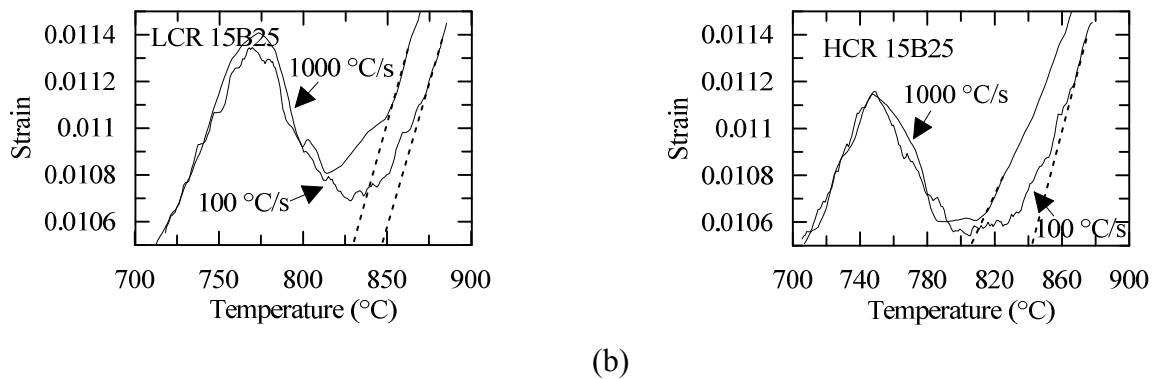 LCR 15B25
1000 °C/s
100 °C/s
0.0114
0.0112
0.011
0.0108
0.0106
Strain
700 750 800 850 900
Temperature (°C)
HCR 15B25
1000 °C/s
100 °C/s
0.0114
0.0112
0.011
0.0108
0.0106
Strain
700 740 780 820 860 900
Temperature (°C)
(b)